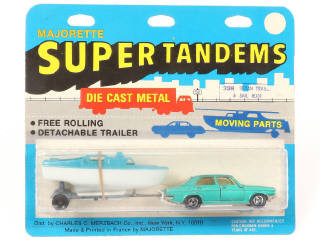 MAJORETTE
SUPER TANDEMS
DIE CAST METAL
• FREE ROLLING
• DETACHABLE TRAILER
MOVING PARTS
Dist. by CHARLES C. MERZBACH Co., Inc., New York, N.Y. 10010
Made & Printed in France by MAJORETTE